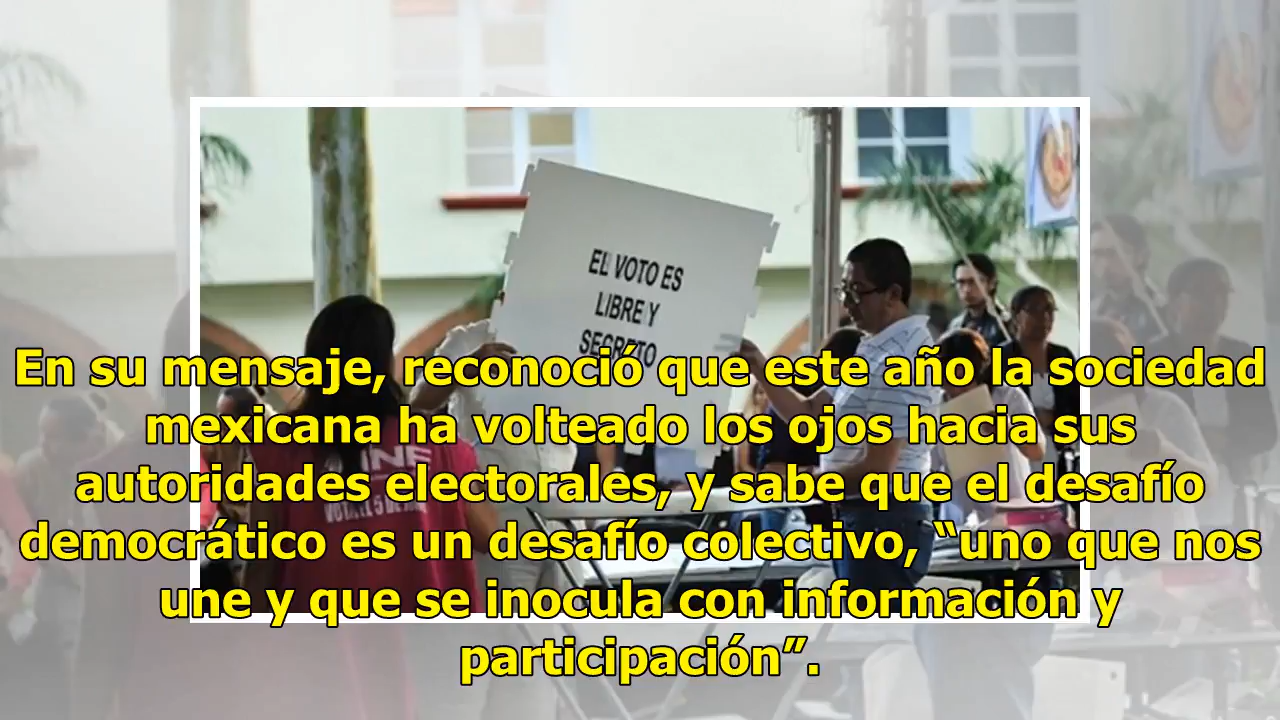 EL VOTO ES
LIBRE Y
SECRETO
En su mensaje, reconoció que este año la sociedad
mexicana ha volteado los ojos hacia sus
autoridades electorales, y sabe que el desafío
democrático es un desafío colectivo, “uno que nos
une y que se inocula con información y
participación”.
INE